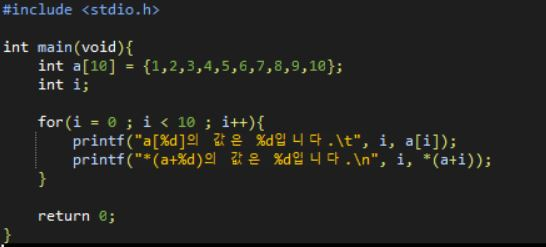 #include <stdio.h>
int main(void){
int a[10] = {1,2,3,4,5,6,7,8,9,10};
int i;
for(i = 0 ; i < 10 ; i++){
printf("a[%d]의 값은 %d입니다.\t", i, a[i]);
printf("*(a+%d)의 값은 %d입니다.\n", i, *(a+i));
}
return 0;
}